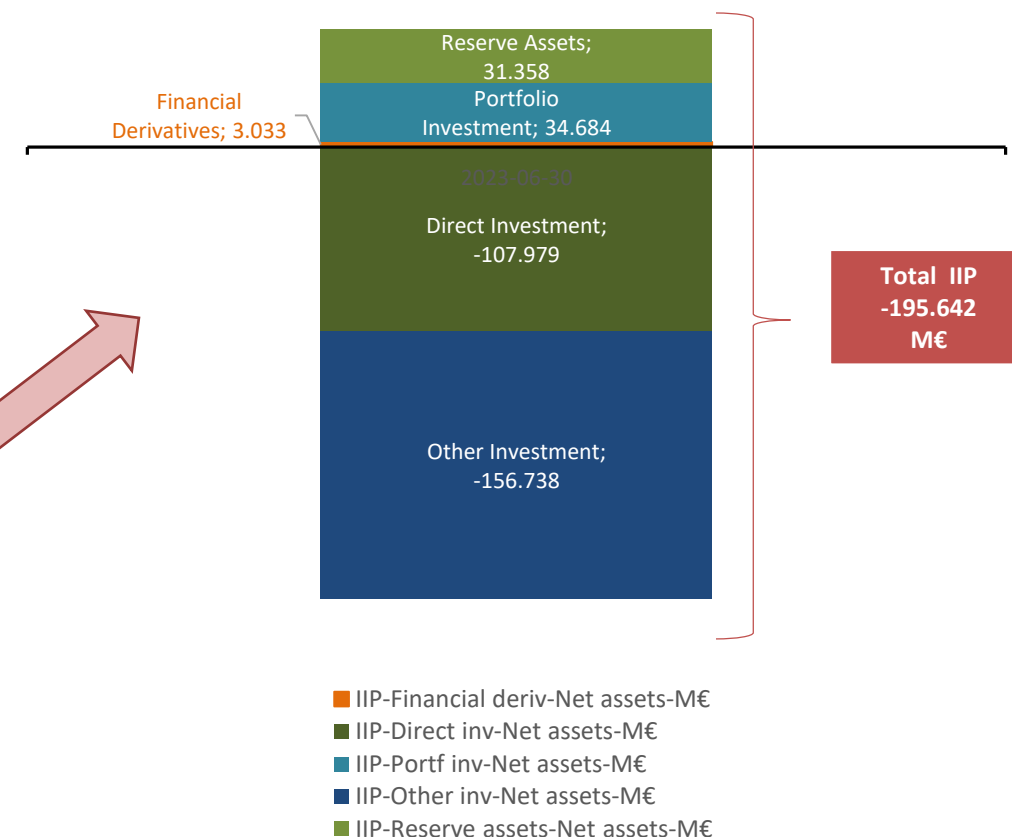 Reserve Assets;
31.358
Financial
Derivatives; 3.033
Portfolio
Investment; 34.684
Direct Investment;
-107.979
Total IIP
-195.642
M€
Other Investment;
-156.738
IIP-Financial deriv-Net assets-M€
IIP-Direct inv-Net assets-M€
IIP-Portf inv-Net assets-M€
IIP-Other inv-Net assets-M€
IIP-Reserve assets-Net assets-M€